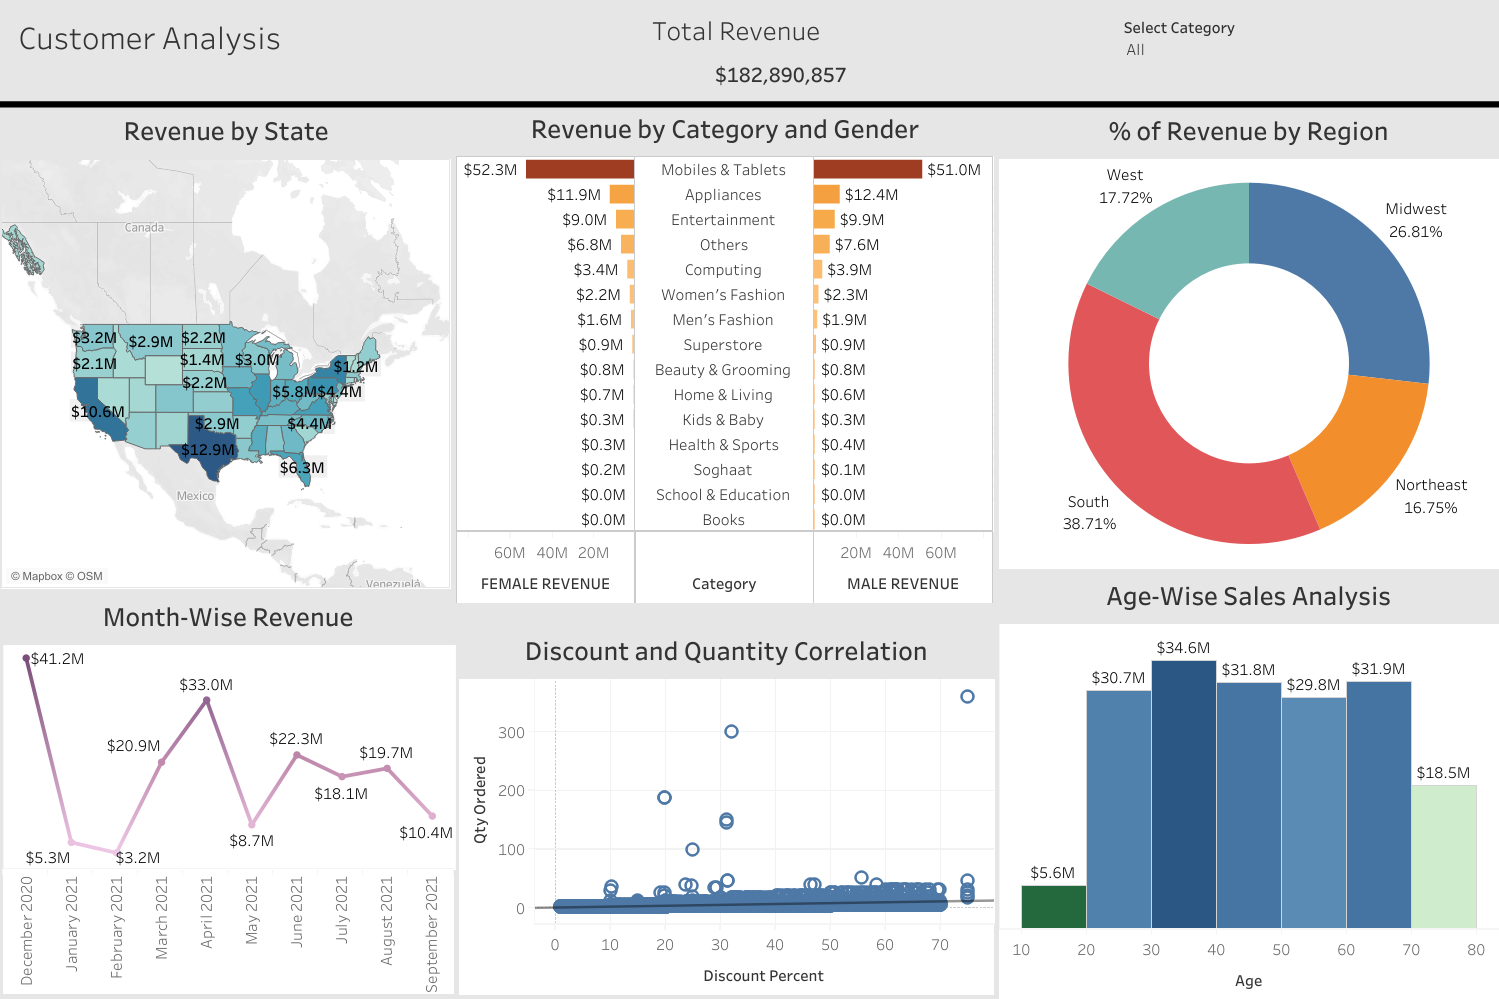 Customer Analysis
Total Revenue
$182,890,857
Select Category
All
Revenue by State
Canada
$3.2M
$2.9M
$2.2M
$2.1M
$1.4M
$3.0M
$1.2M
$2.2M
$5.8M
$4.4M
$10.6M
$2.9M
$4.4M
$12.9M
$6.3M
Mexico
Venezuela
© Mapbox © OSM
Revenue by Category and Gender
$52.3M Mobiles & Tablets $51.0M
$11.9M Appliances $12.4M
$9.0M Entertainment $9.9M
$6.8M Others $7.6M
$3.4M Computing $3.9M
$2.2M Women's Fashion $2.3M
$1.6M Men's Fashion $1.9M
$0.9M Superstore $0.9M
$0.8M Beauty & Grooming $0.8M
$0.7M Home & Living $0.6M
$0.3M Kids & Baby $0.3M
$0.3M Health & Sports $0.4M
$0.2M Soghaat $0.1M
$0.0M School & Education $0.0M
$0.0M Books $0.0M
60M 40M 20M 20M 40M 60M
FEMALE REVENUE Category MALE REVENUE
% of Revenue by Region
West
17.72%
Midwest
26.81%
Northeast
16.75%
South
38.71%
Month-Wise Revenue
$41.2M
$5.3M
$3.2M
$20.9M
$33.0M
$8.7M
$22.3M
$18.1M
$19.7M
$10.4M
December 2020
January 2021
February 2021
March 2021
April 2021
May 2021
June 2021
July 2021
August 2021
September 2021
Discount and Quantity Correlation
Qty Ordered
300
200
100
0
0 10 20 30 40 50 60 70
Discount Percent
Age-Wise Sales Analysis
$5.6M
$30.7M
$34.6M
$31.8M
$29.8M
$31.9M
$18.5M
10 20 30 40 50 60 70 80
Age